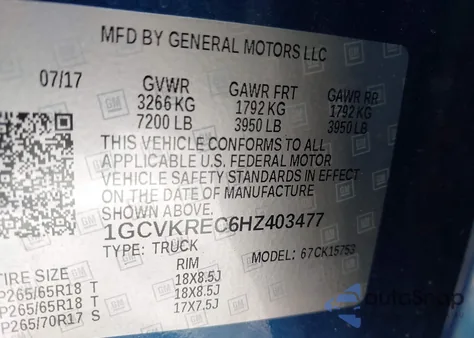 MFD BY GENERAL MOTORS LLC
07/17 GVWR GAWR FRT GAWR RR
3266 KG 1792 KG 1792 KG
7200 LB 3950 LB 3950 LB
THIS VEHICLE CONFORMS TO ALL
APPLICABLE U.S. FEDERAL MOTOR
VEHICLE SAFETY STANDARDS IN EFFECT
ON THE DATE OF MANUFACTURE
SHOWN ABOVE.
1GCVKREC6HZ403477
TYPE: TRUCK MODEL: 67CK15753
TIRE SIZE RIM
P265/65R18 T 18X8.5J
P265/65R18 T 18X8.5J
P265/70R17 S 17X7.5J
GM
AutoSnap